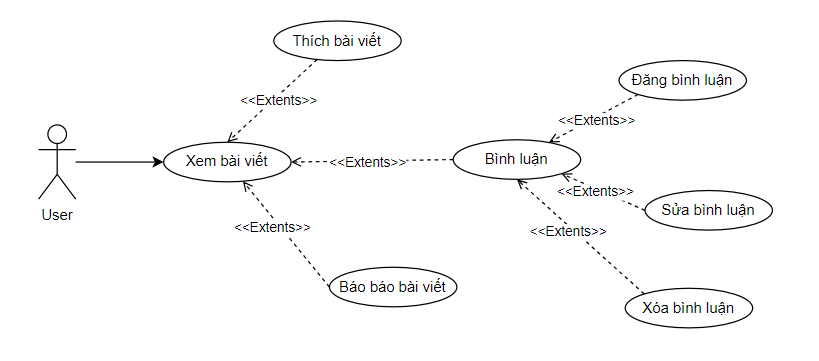 Thích bài viết
Đăng bình luận
<<Extents>>
<<Extents>>
Xem bài viết
<<Extents>>
Bình luận
<<Extents>>
User
Sửa bình luận
<<Extents>>
<<Extents>>
Báo báo bài viết
Xóa bình luận